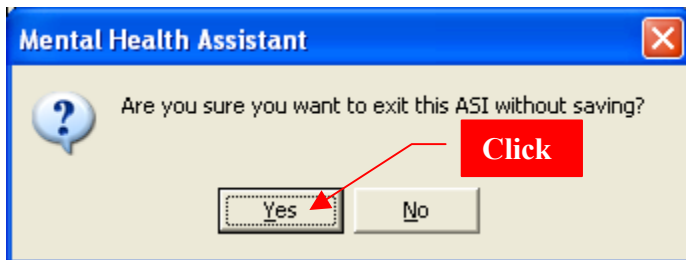 Mental Health Assistant
Are you sure you want to exit this ASI without saving?
Click
Yes
No